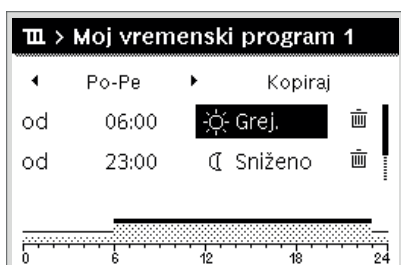 > Moj vremenski program 1
Po-Pe Kopiraj
od 06:00 Grej.
od 23:00 Sniženo
0 6 12 18 24